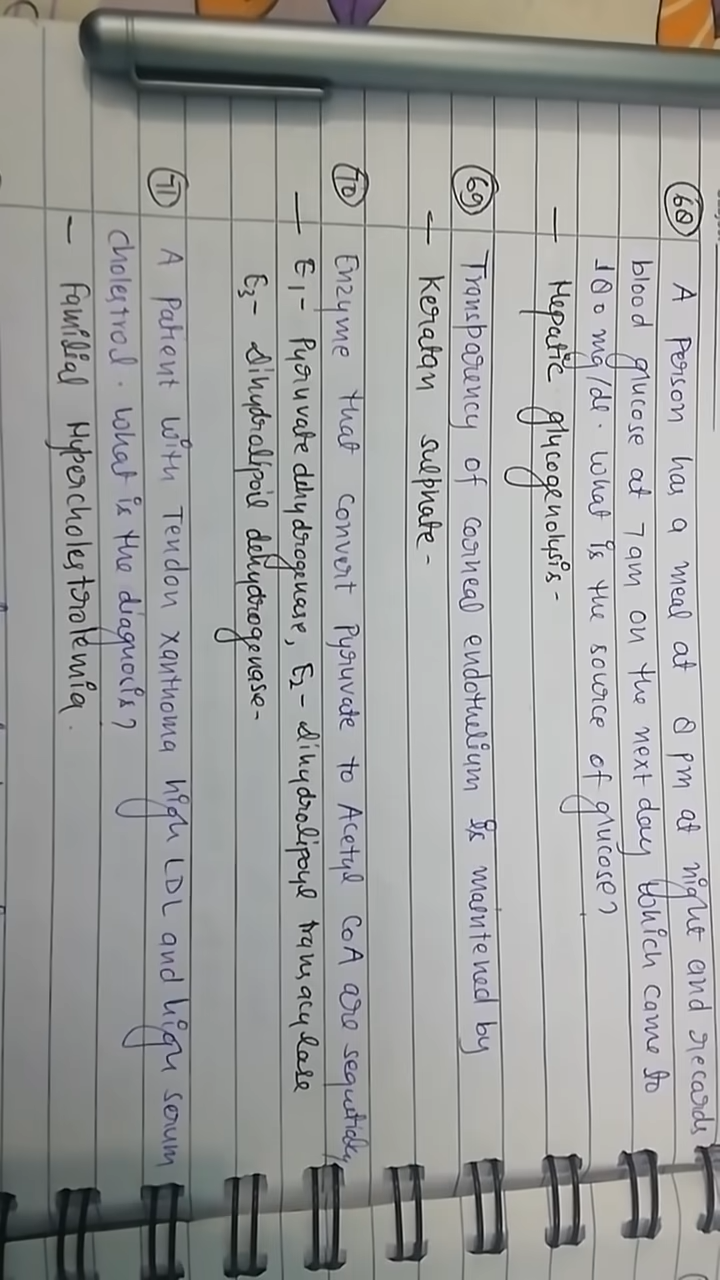 68 A Person has a meal at 8 pm at night and records
blood glucose at 7am on the next day which came to
100 mg/dl. what is the source of glucose?
— Hepatic glycogenolysis-
69 Transparency of corneal endothelium is maintened by
— Keratan sulphate-
70 Enzyme that convert Pyruvate to Acetyl CoA are
— E1- Pyruvate dehydrogenase, E2- dihydrolipoyl transacylase
E3- dihydrolipoil dehydrogenase-
71 A Patient with Tendon xanthoma high LDL and high serum
cholestrol. what is the diagnosis?
— Familial Hypercholestrolemia.